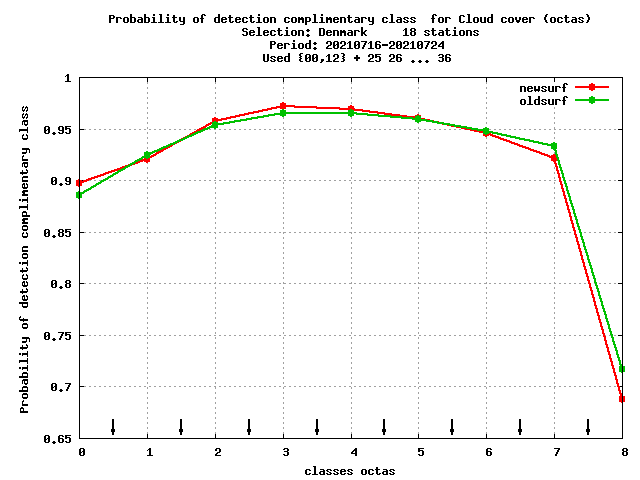 Probability of detection complimentary class  for Cloud cover (octas)
Selection: Denmark     18 stations
Period: 20210716-20210724
Used {00,12} + 25 26 ... 36
newsurf
oldsurf
Probability of detection complimentary class
1
0,95
0,9
0,85
0,8
0,75
0,7
0,65
0 1 2 3 4 5 6 7 8
classes octas